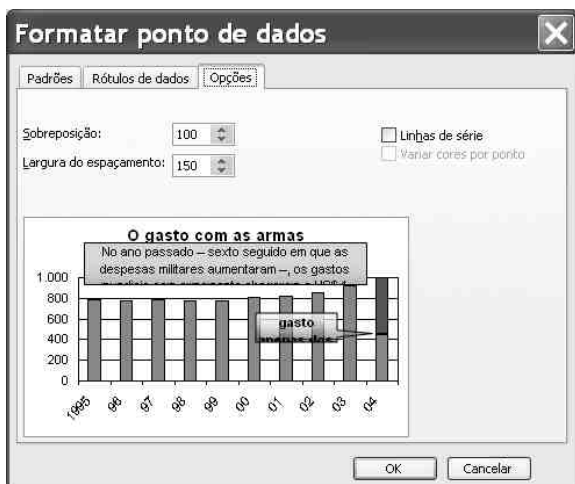 Formatar ponto de dados
Padrões Rótulos de dados Opções
Sobreposição: 100
Largura do espaçamento: 150
Linhas de série
Variar cores por ponto
O gasto com as armas
No ano passado – sexto seguido em que as
despesas militares aumentaram –, os gastos
1.000
800
600
400
200
0
gasto
1995 96 97 98 99 00 01 02 03 04
OK Cancelar